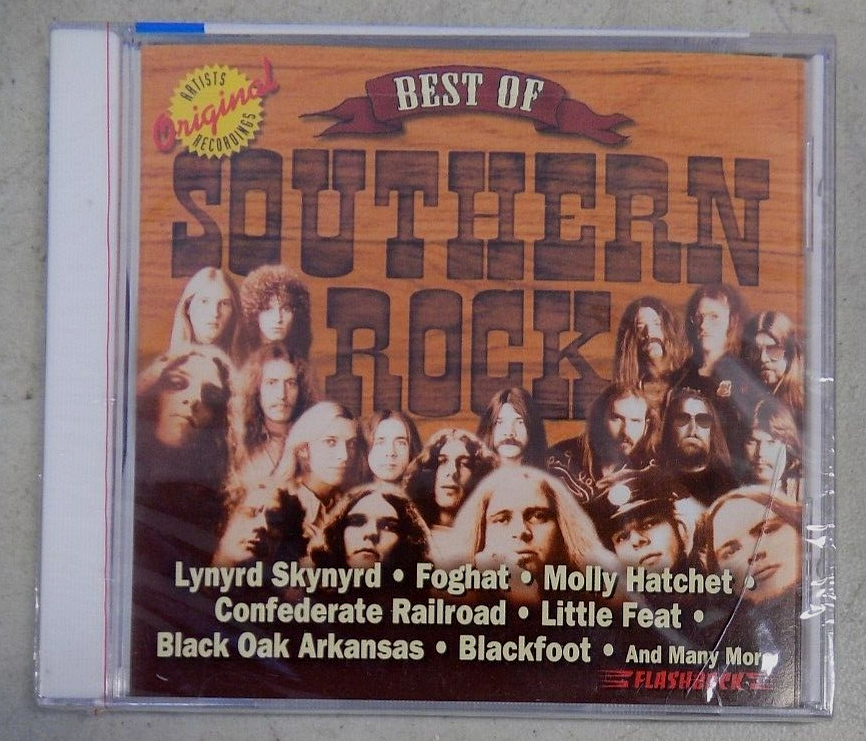 ARTISTS
Original
RECORDINGS
BEST OF
SOUTHERN
ROCK
Lynyrd Skynyrd • Foghat • Molly Hatchet •
Confederate Railroad • Little Feat •
Black Oak Arkansas • Blackfoot • And Many More
FLASHBACK